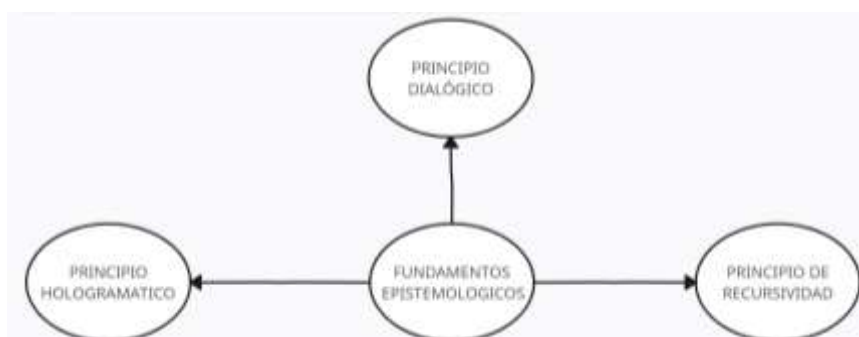 PRINCIPIO
DIALÓGICO
PRINCIPIO
HOLOGRAMATICO
FUNDAMENTOS
EPISTEMOLOGICOS
PRINCIPIO DE
RECURSIVIDAD